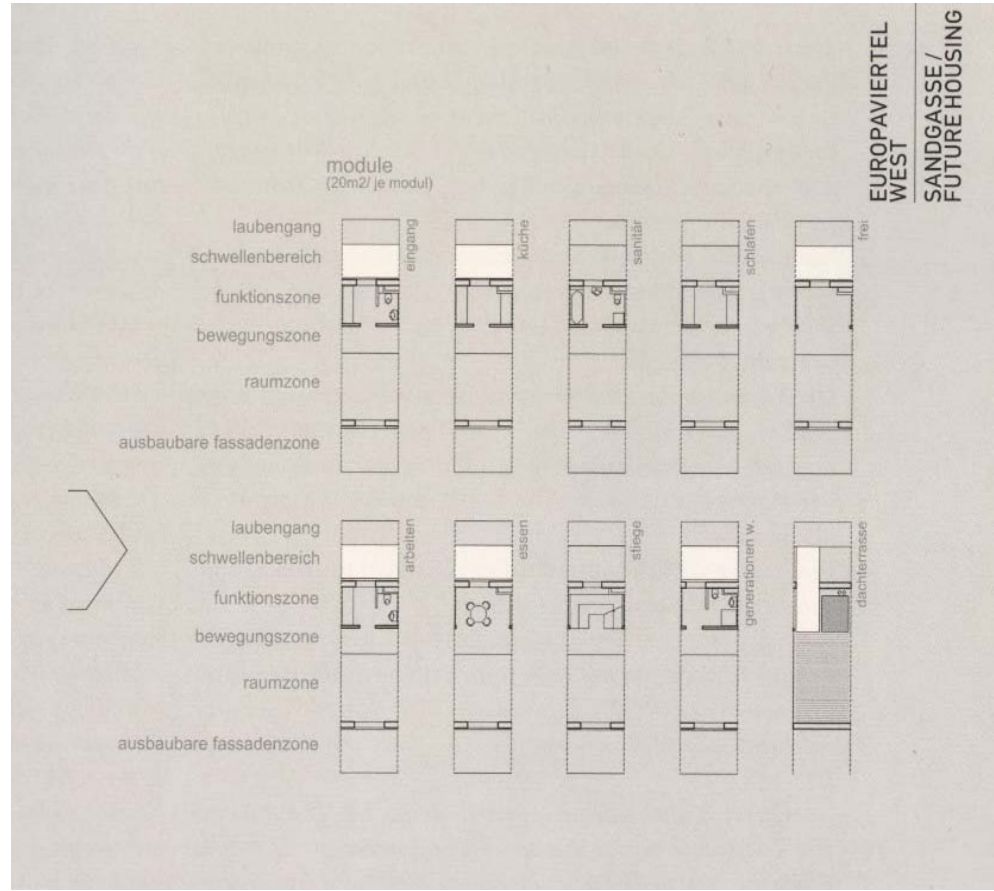 EUROPAVIERTEL
WEST
SANDGASSE /
FUTURE HOUSING
module
(20m2/ je modul)
laubengang
schwellenbereich
funktionszone
bewegungszone
raumzone
ausbaubare fassadenzone
eingang
küche
sanitär
schlafen
frei
laubengang
schwellenbereich
funktionszone
bewegungszone
raumzone
ausbaubare fassadenzone
arbeiten
essen
stiege
generationen w.
dachterrasse